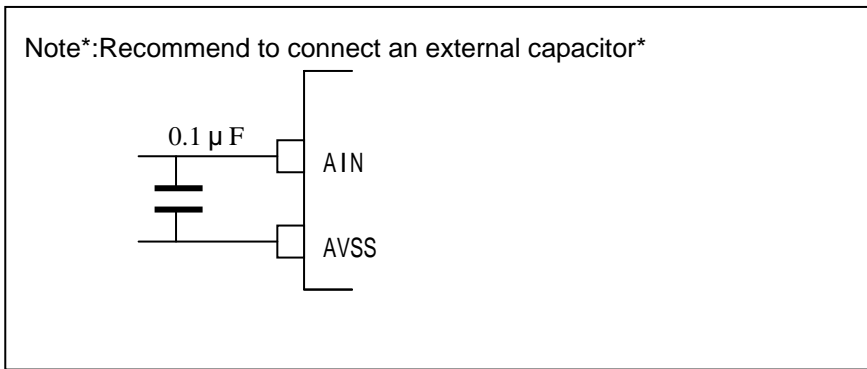 Note*:Recommend to connect an external capacitor*
0.1 μ F
AIN
AVSS